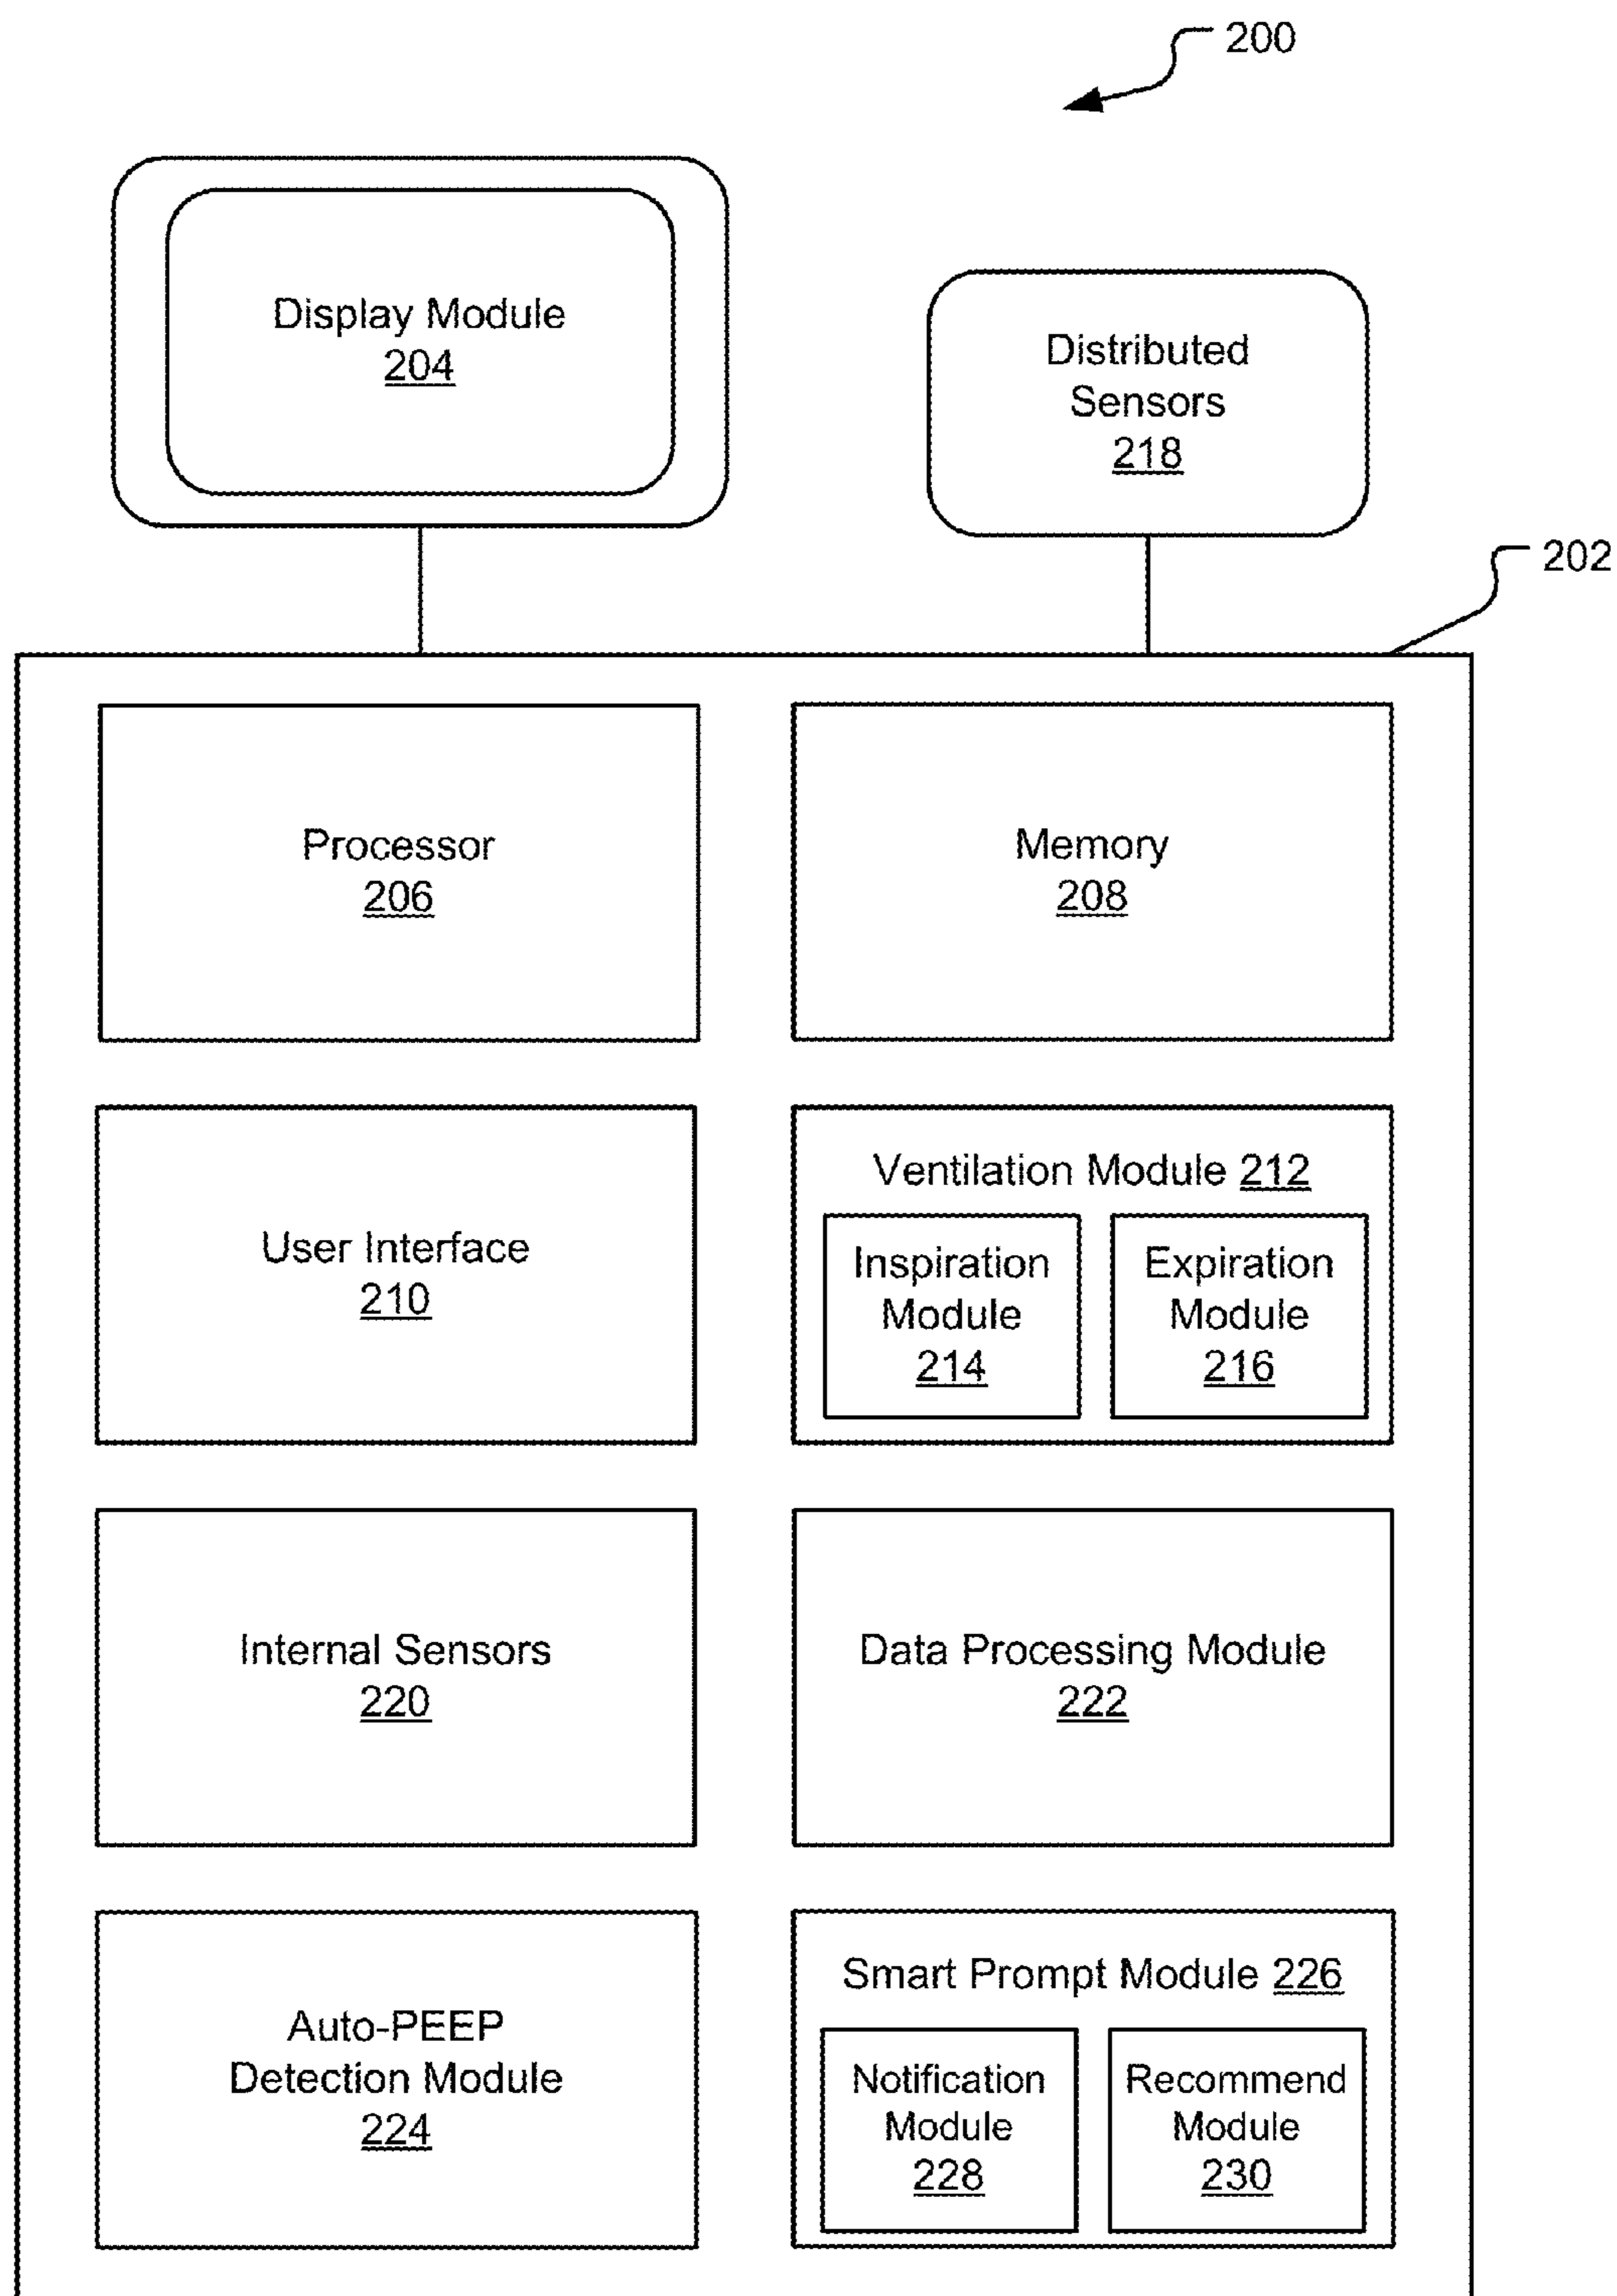 200
Display Module
204
Distributed
Sensors
218
202
Processor
206
Memory
208
User Interface
210
Ventilation Module 212
Inspiration
Module
214
Expiration
Module
216
Internal Sensors
220
Data Processing Module
222
Auto-PEEP
Detection Module
224
Smart Prompt Module 226
Notification
Module
228
Recommend
Module
230